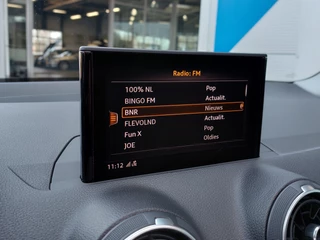 Radio: FM
100% NL Pop
BINGO FM Actualit.
BNR Nieuws
FLEVOLND Actualit.
Fun X Pop
JOE Oldies
11:12